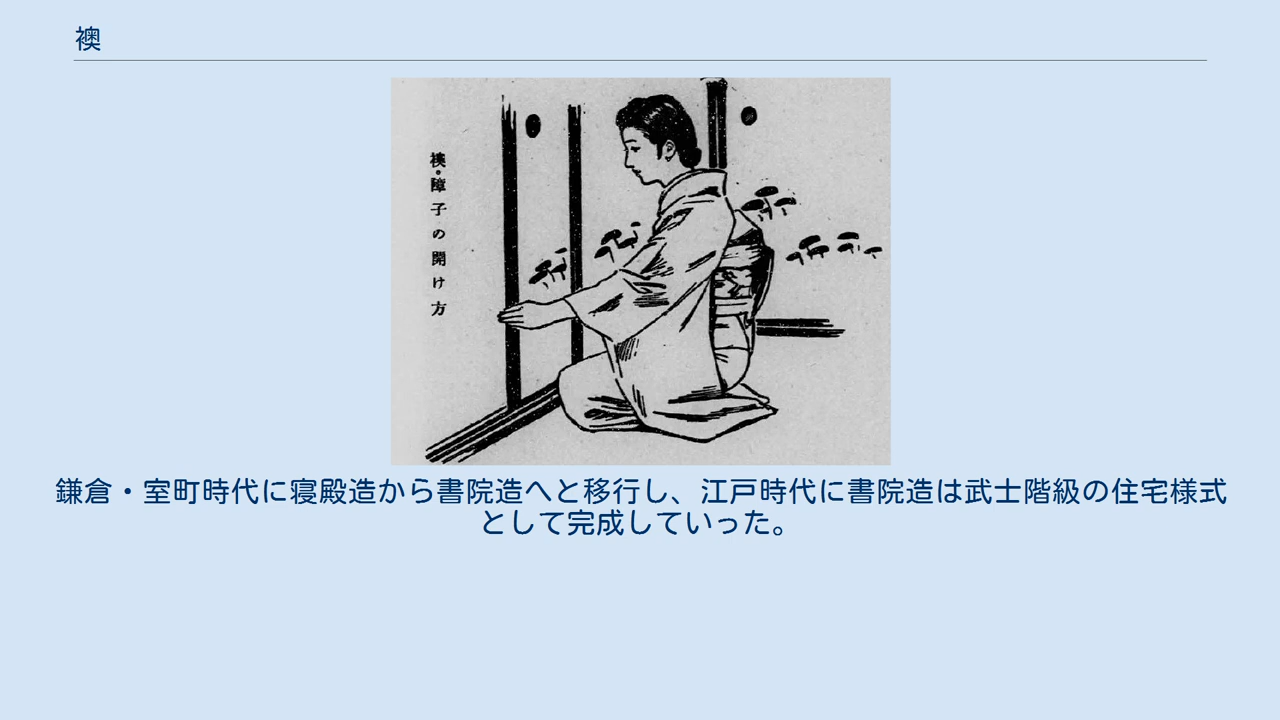 襖
襖・障子の開け方
鎌倉・室町時代に寝殿造から書院造へと移行し、江戸時代に書院造は武士階級の住宅様式
として完成していった。